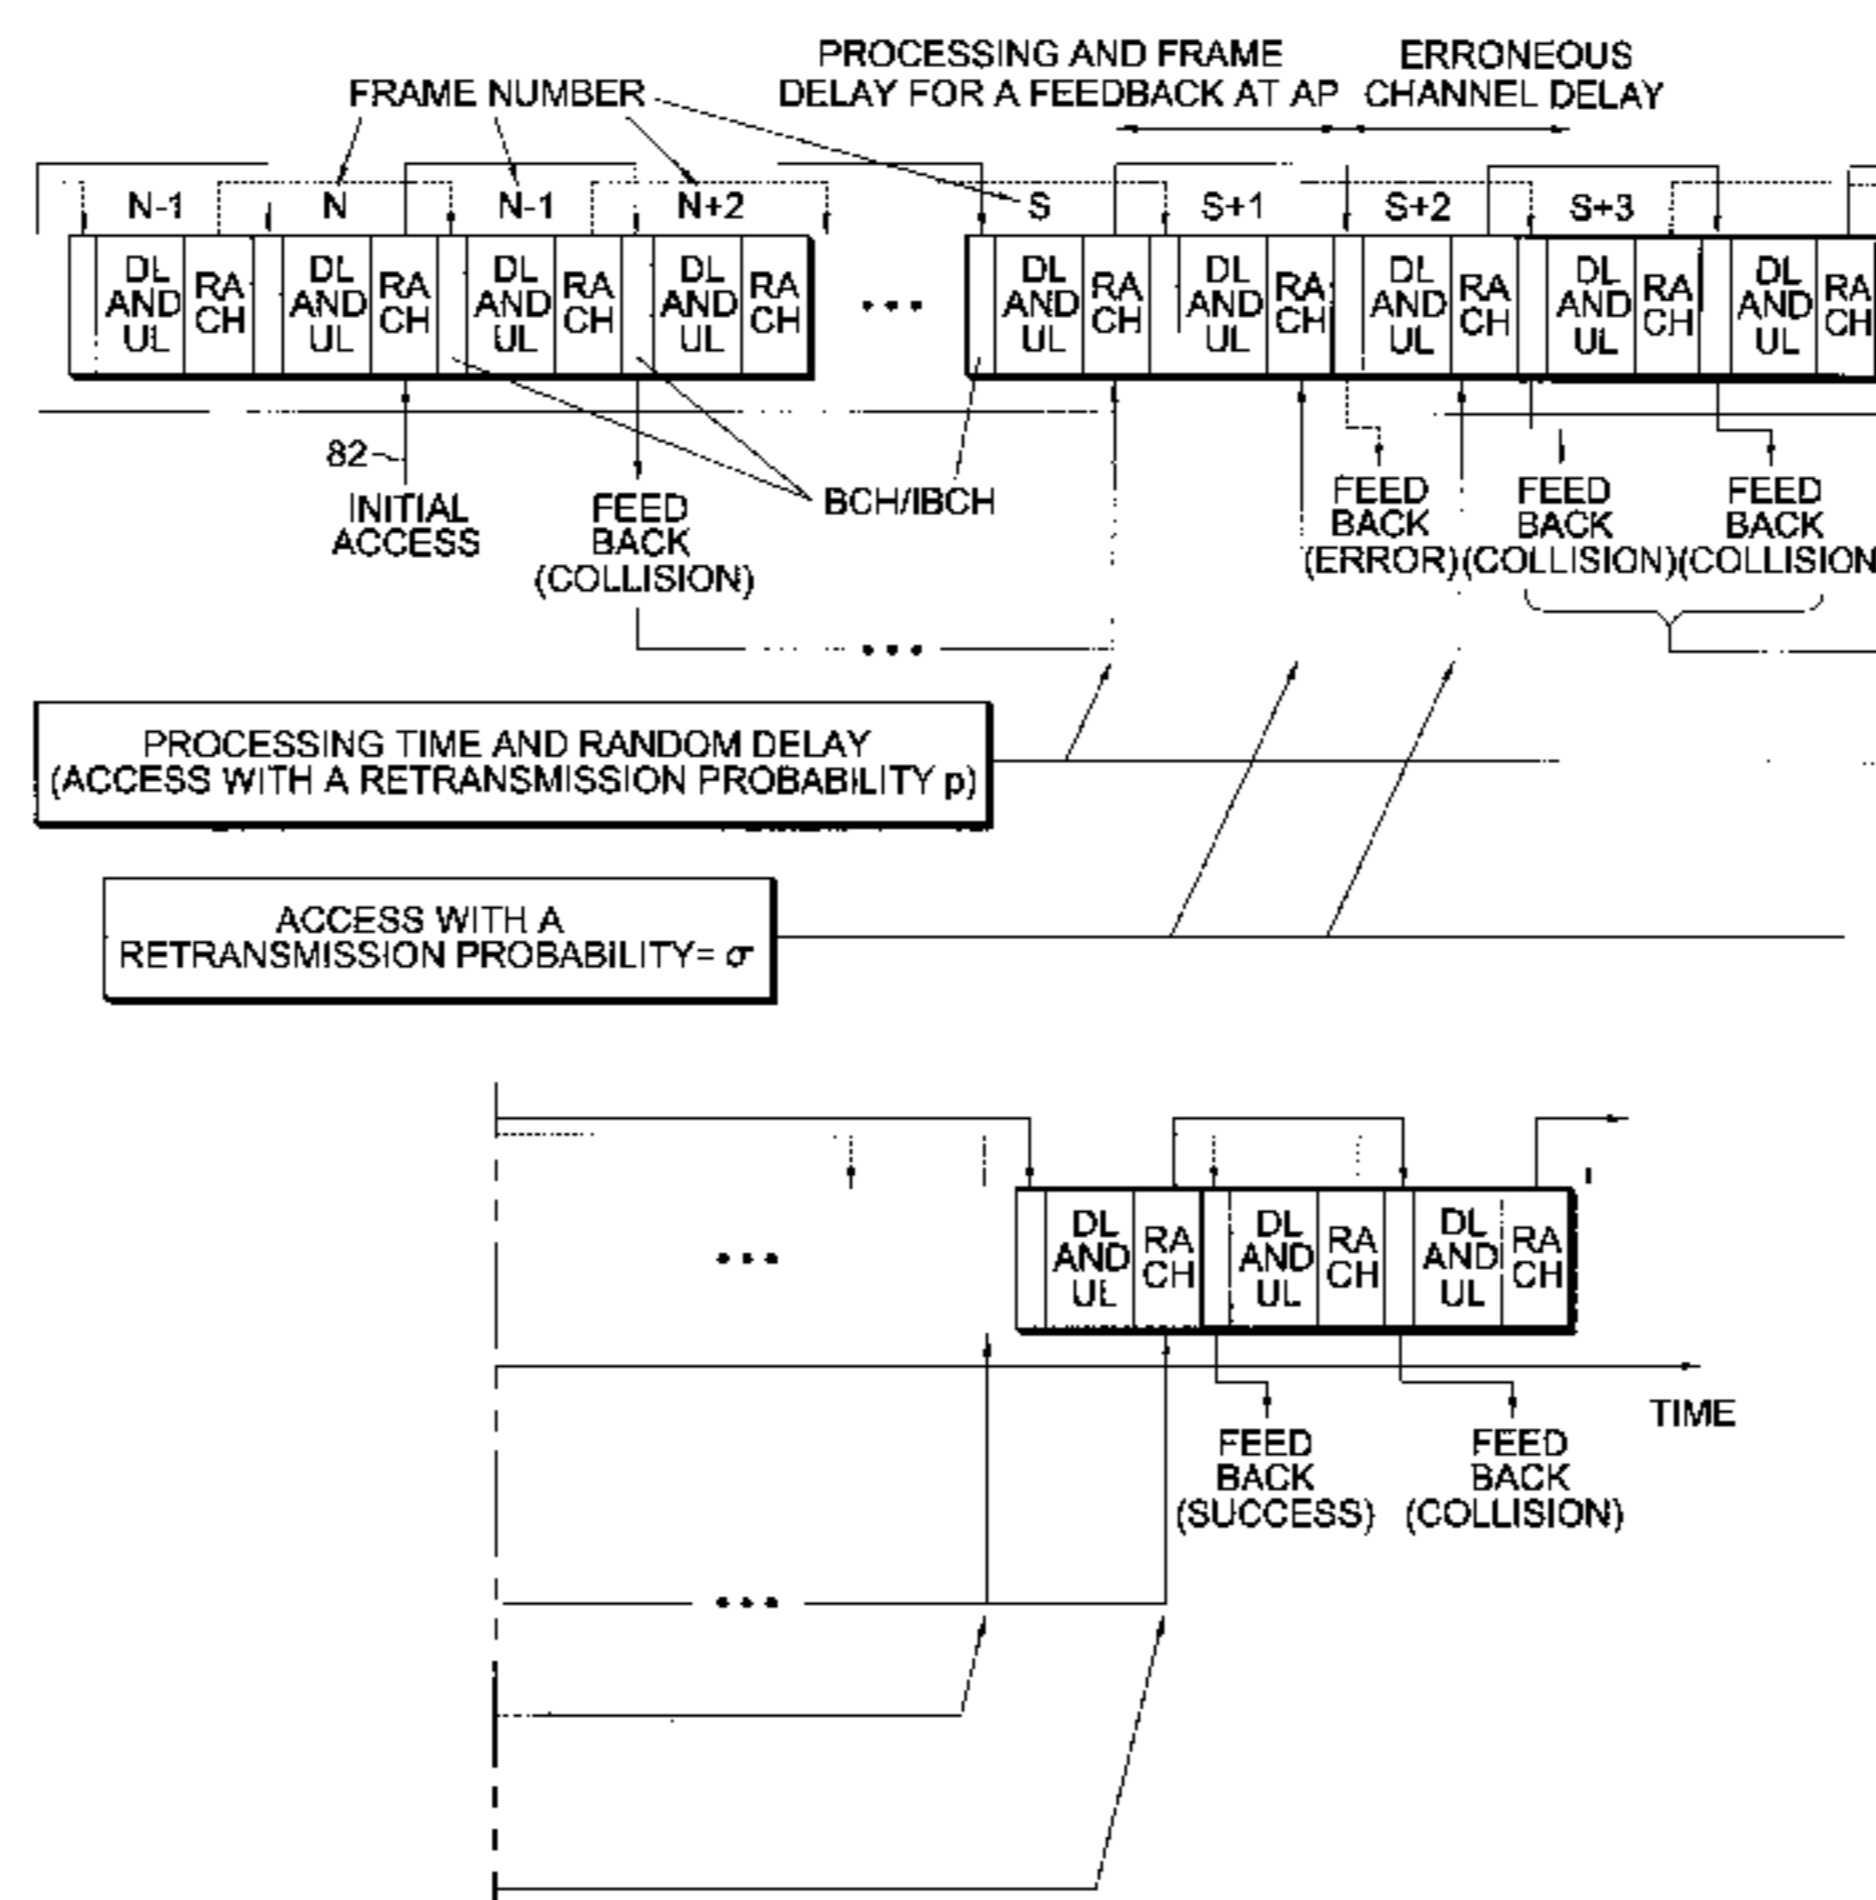 PROCESSING AND FRAME
DELAY FOR A FEEDBACK AT AP
ERRONEOUS
CHANNEL DELAY
FRAME NUMBER
N-1
N
N-1
N+2
S
S+1
S+2
S+3
DL
AND
UL
RA
CH
DL
AND
UL
RA
CH
DL
AND
UL
RA
CH
DL
AND
UL
RA
CH
DL
AND
UL
RA
CH
DL
AND
UL
RA
CH
DL
AND
UL
RA
CH
DL
AND
UL
RA
CH
DL
AND
UL
RA
CH
82
INITIAL
ACCESS
FEED
BACK
(COLLISION)
BCH/IBCH
FEED
BACK
(ERROR)
FEED
BACK
(COLLISION)
FEED
BACK
(COLLISION
PROCESSING TIME AND RANDOM DELAY
(ACCESS WITH A RETRANSMISSION PROBABILITY p)
ACCESS WITH A
RETRANSMISSION PROBABILITY= σ
DL
AND
UL
RA
CH
DL
AND
UL
RA
CH
DL
AND
UL
RA
CH
TIME
FEED
BACK
(SUCCESS)
FEED
BACK
(COLLISION)